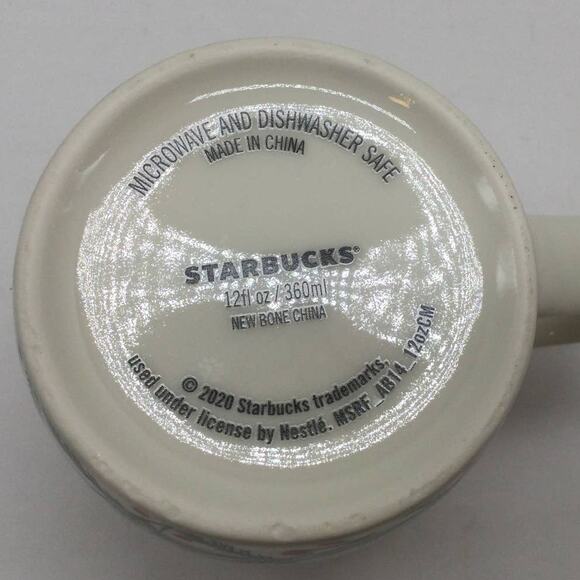 MICROWAVE AND DISHWASHER SAFE
MADE IN CHINA
STARBUCKS®
12fl oz / 360ml
NEW BONE CHINA
© 2020 Starbucks trademarks,
used under license by Nestlé. MSRF_AB14_12ozCM